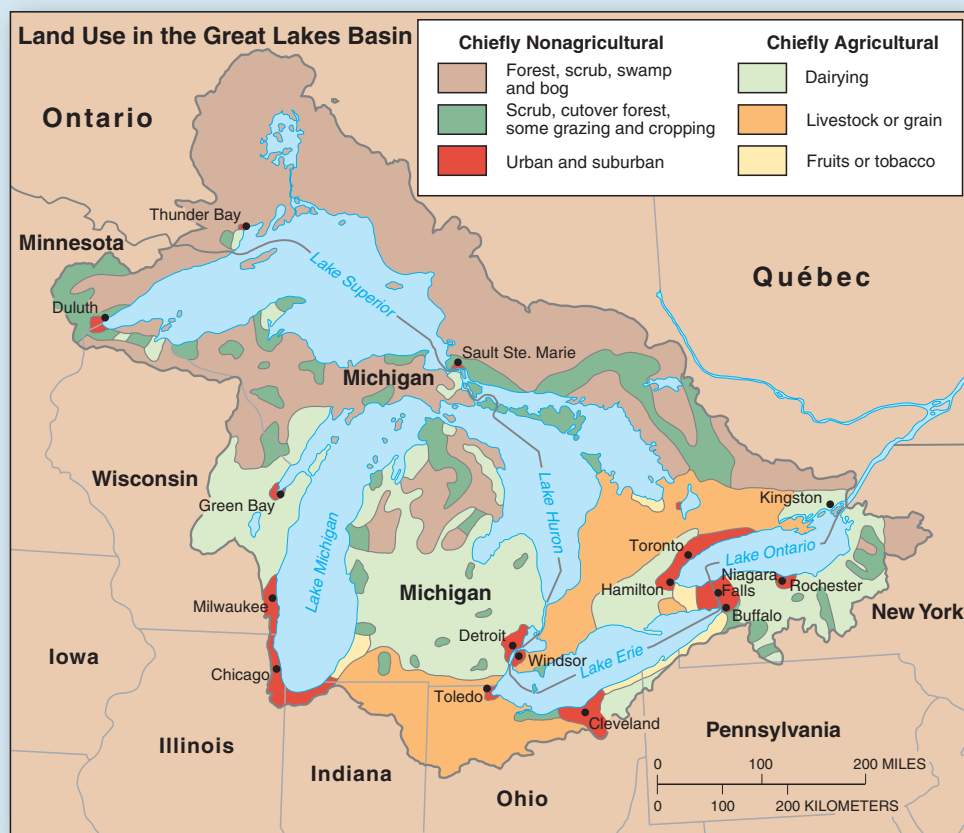 Land Use in the Great Lakes Basin
Chiefly Nonagricultural
Forest, scrub, swamp
and bog
Scrub, cutover forest,
some grazing and cropping
Urban and suburban
Chiefly Agricultural
Dairying
Livestock or grain
Fruits or tobacco
Ontario
Thunder Bay
Minnesota
Lake Superior
Québec
Duluth
Sault Ste. Marie
Michigan
Wisconsin
Green Bay
Lake Huron
Kingston
Lake Michigan
Toronto
Lake Ontario
Michigan
Hamilton
Niagara
Falls
Rochester
Milwaukee
Buffalo
New York
Detroit
Windsor
Lake Erie
Iowa
Chicago
Toledo
Cleveland
Pennsylvania
Illinois
Indiana
Ohio
0 100 200 MILES
0 100 200 KILOMETERS